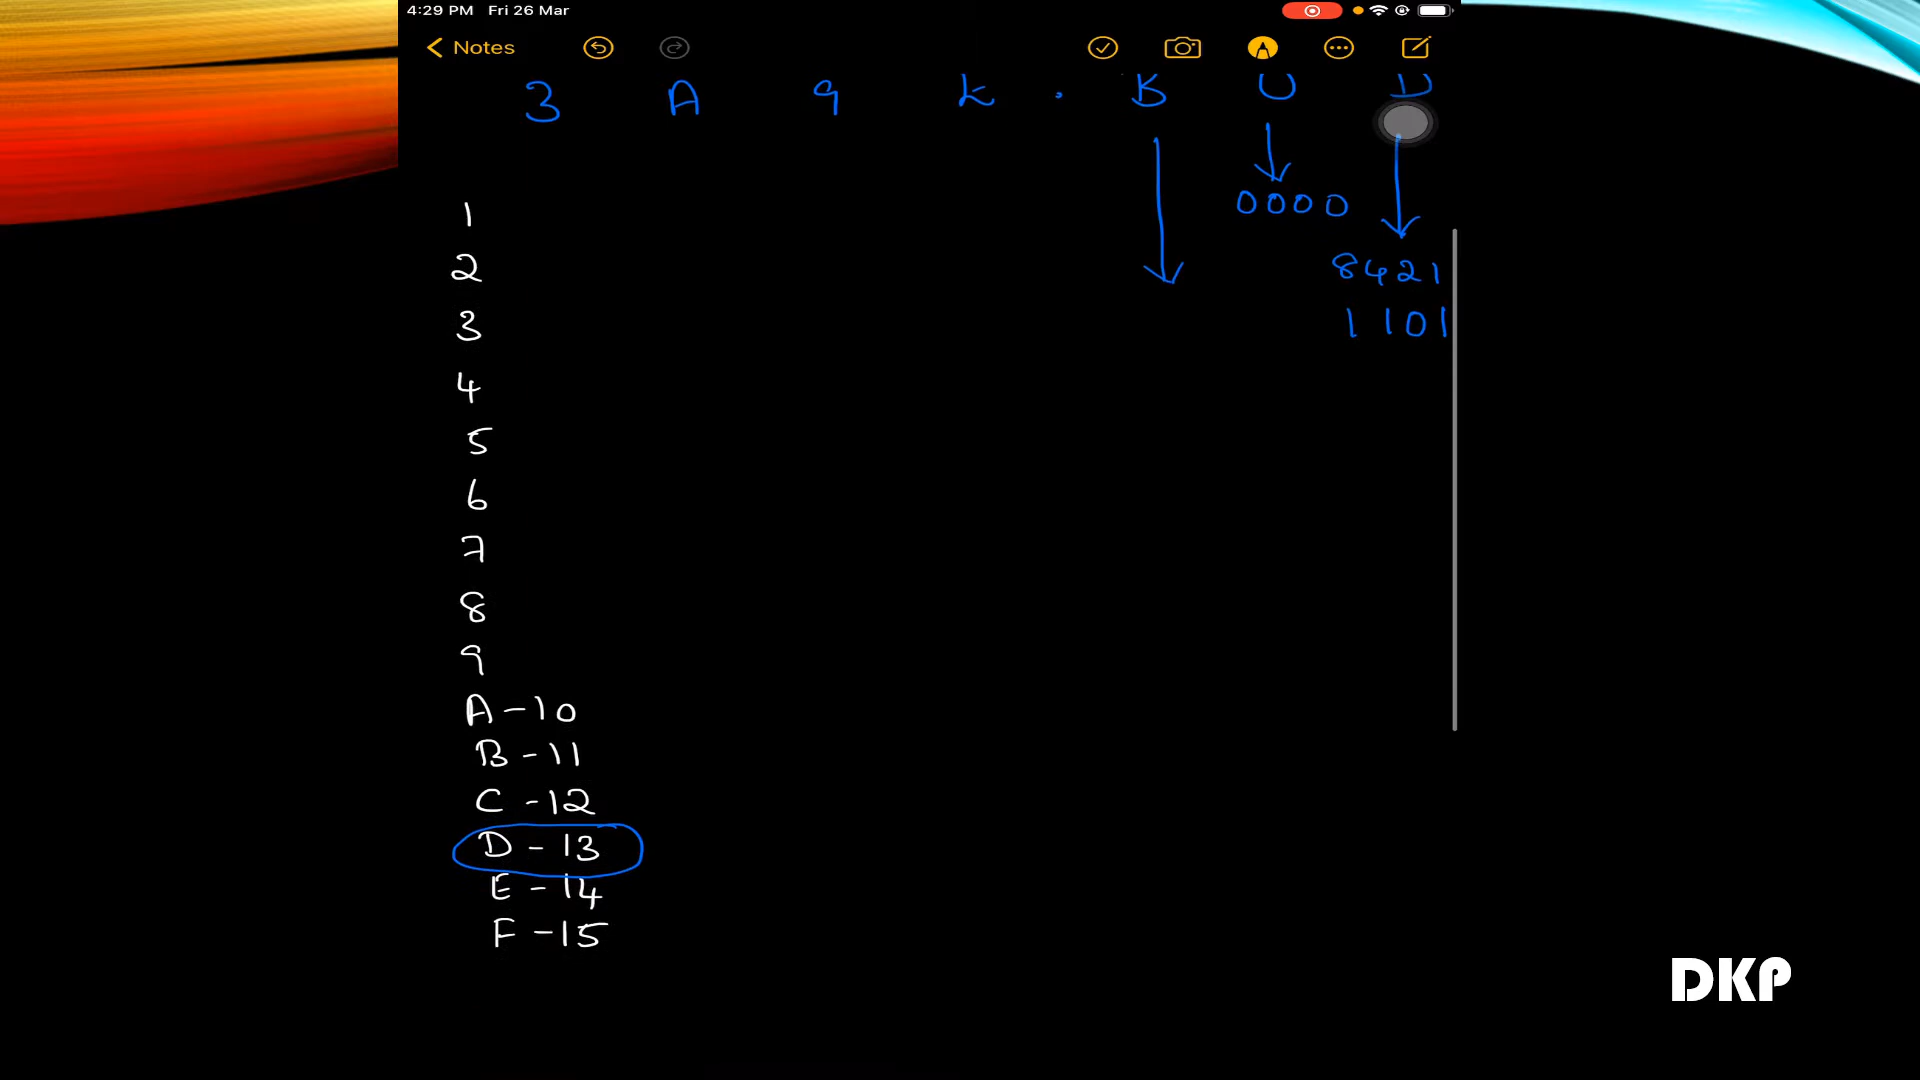 4:29 PM Fri 26 Mar
Notes
3 A 9 . B 0 D
0000
8421
1101
1
2
3
4
5
6
7
8
9
A - 10
B - 11
C - 12
D - 13
E - 14
F - 15
DKP